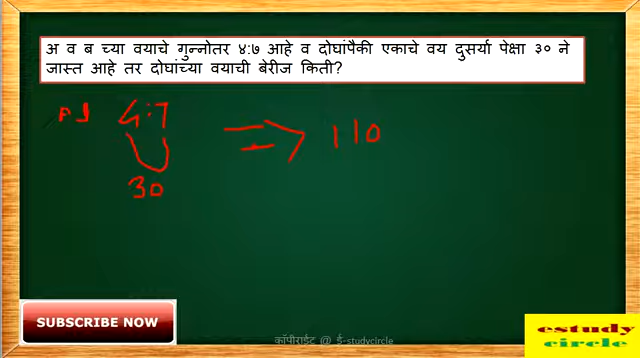 अ व ब च्या वयाचे गुन्नोतर ४:७ आहे व दोघांपैकी एकाचे वय दुसर्या पेक्षा ३० ने
जास्त आहे तर दोघांच्या वयाची बेरीज किती?
4:7
110
30
SUBSCRIBE NOW
कॉपीराईट @ ई-studycircle
estudy
circle